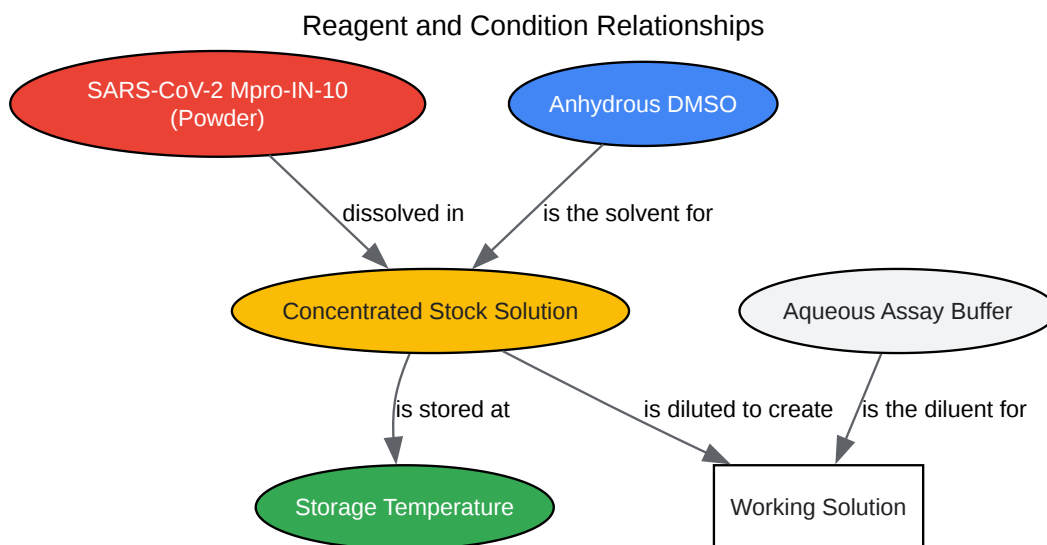 Reagent and Condition Relationships
SARS-CoV-2 Mpro-IN-10
(Powder)
Anhydrous DMSO
dissolved in
is the solvent for
Concentrated Stock Solution
Aqueous Assay Buffer
is stored at
is diluted to create
is the diluent for
Storage Temperature
Working Solution